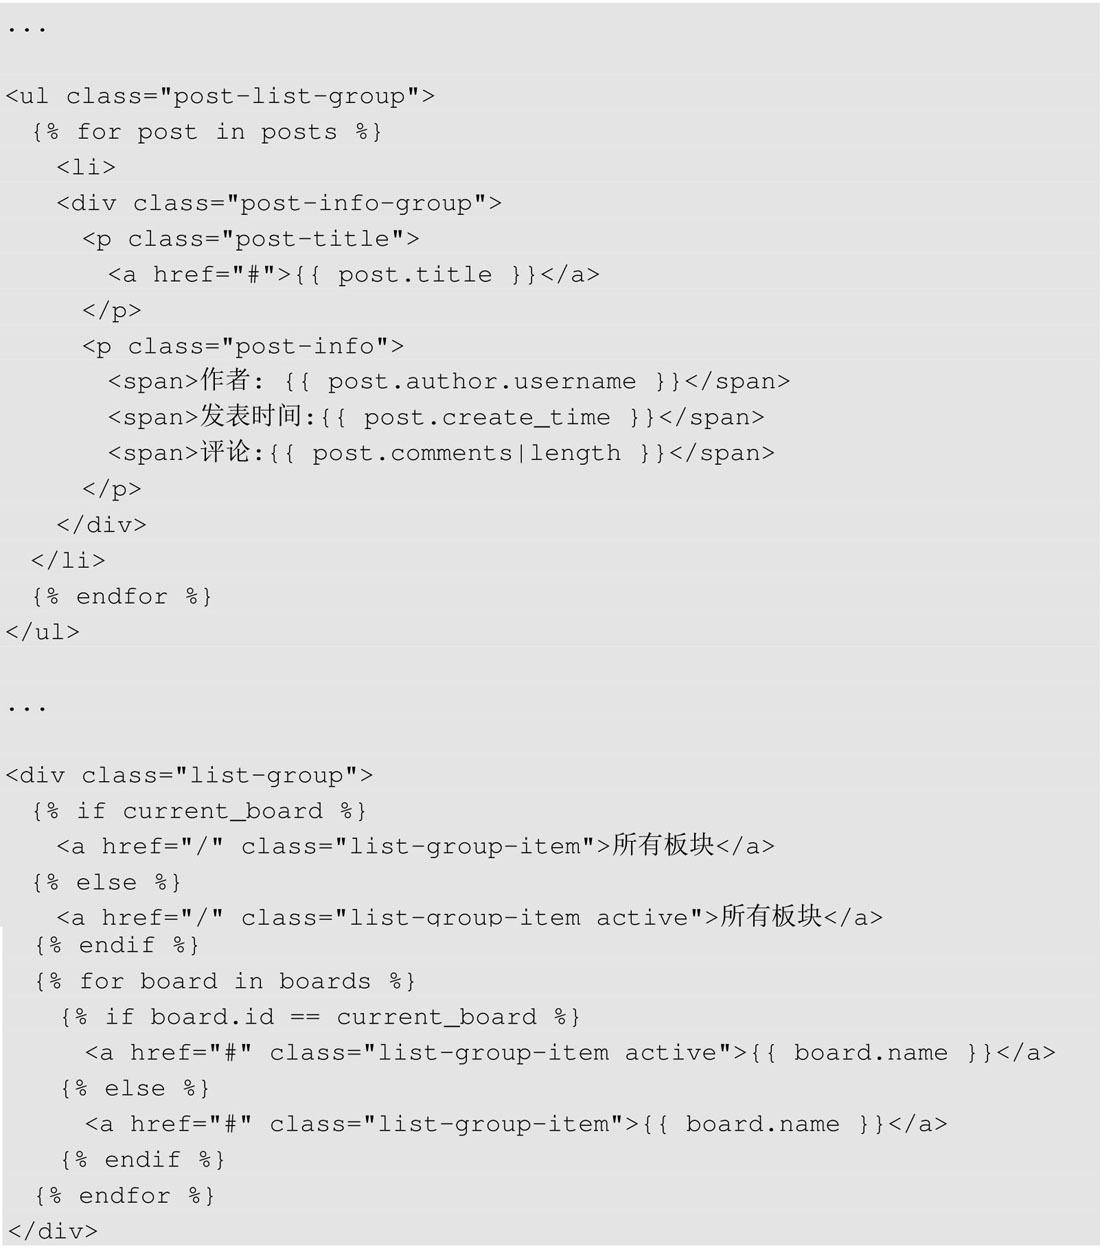 ...
<ul class="post-list-group">
  {% for post in posts %}
    <li>
    <div class="post-info-group">
      <p class="post-title">
        <a href="#">{{ post.title }}</a>
      </p>
      <p class="post-info">
        <span>作者: {{ post.author.username }}</span>
        <span>发表时间:{{ post.create_time }}</span>
        <span>评论:{{ post.comments|length }}</span>
      </p>
    </div>
  </li>
  {% endfor %}
</ul>
...
<div class="list-group">
  {% if current_board %}
    <a href="/" class="list-group-item">所有板块</a>
  {% else %}
    <a href="/" class="list-group-item active">所有板块</a>
  {% endif %}
  {% for board in boards %}
    {% if board.id == current_board %}
      <a href="#" class="list-group-item active">{{ board.name }}</a>
    {% else %}
      <a href="#" class="list-group-item">{{ board.name }}</a>
    {% endif %}
  {% endfor %}
</div>